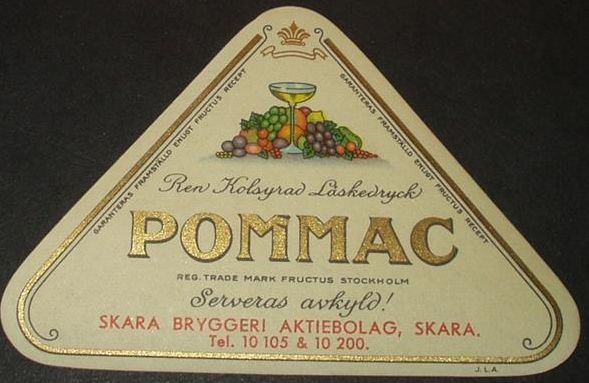 GARANTERAS FRAMSTÄLLD ENLIGT FRUCTUS RECEPT
GARANTERAS FRAMSTÄLLD ENLIGT FRUCTUS RECEPT
Ren Kolsyrad Läskedryck
POMMAC
REG. TRADE MARK FRUCTUS STOCKHOLM
Serveras avkyld!
SKARA BRYGGERI AKTIEBOLAG, SKARA.
Tel. 10 105 & 10 200.
J.L.A.